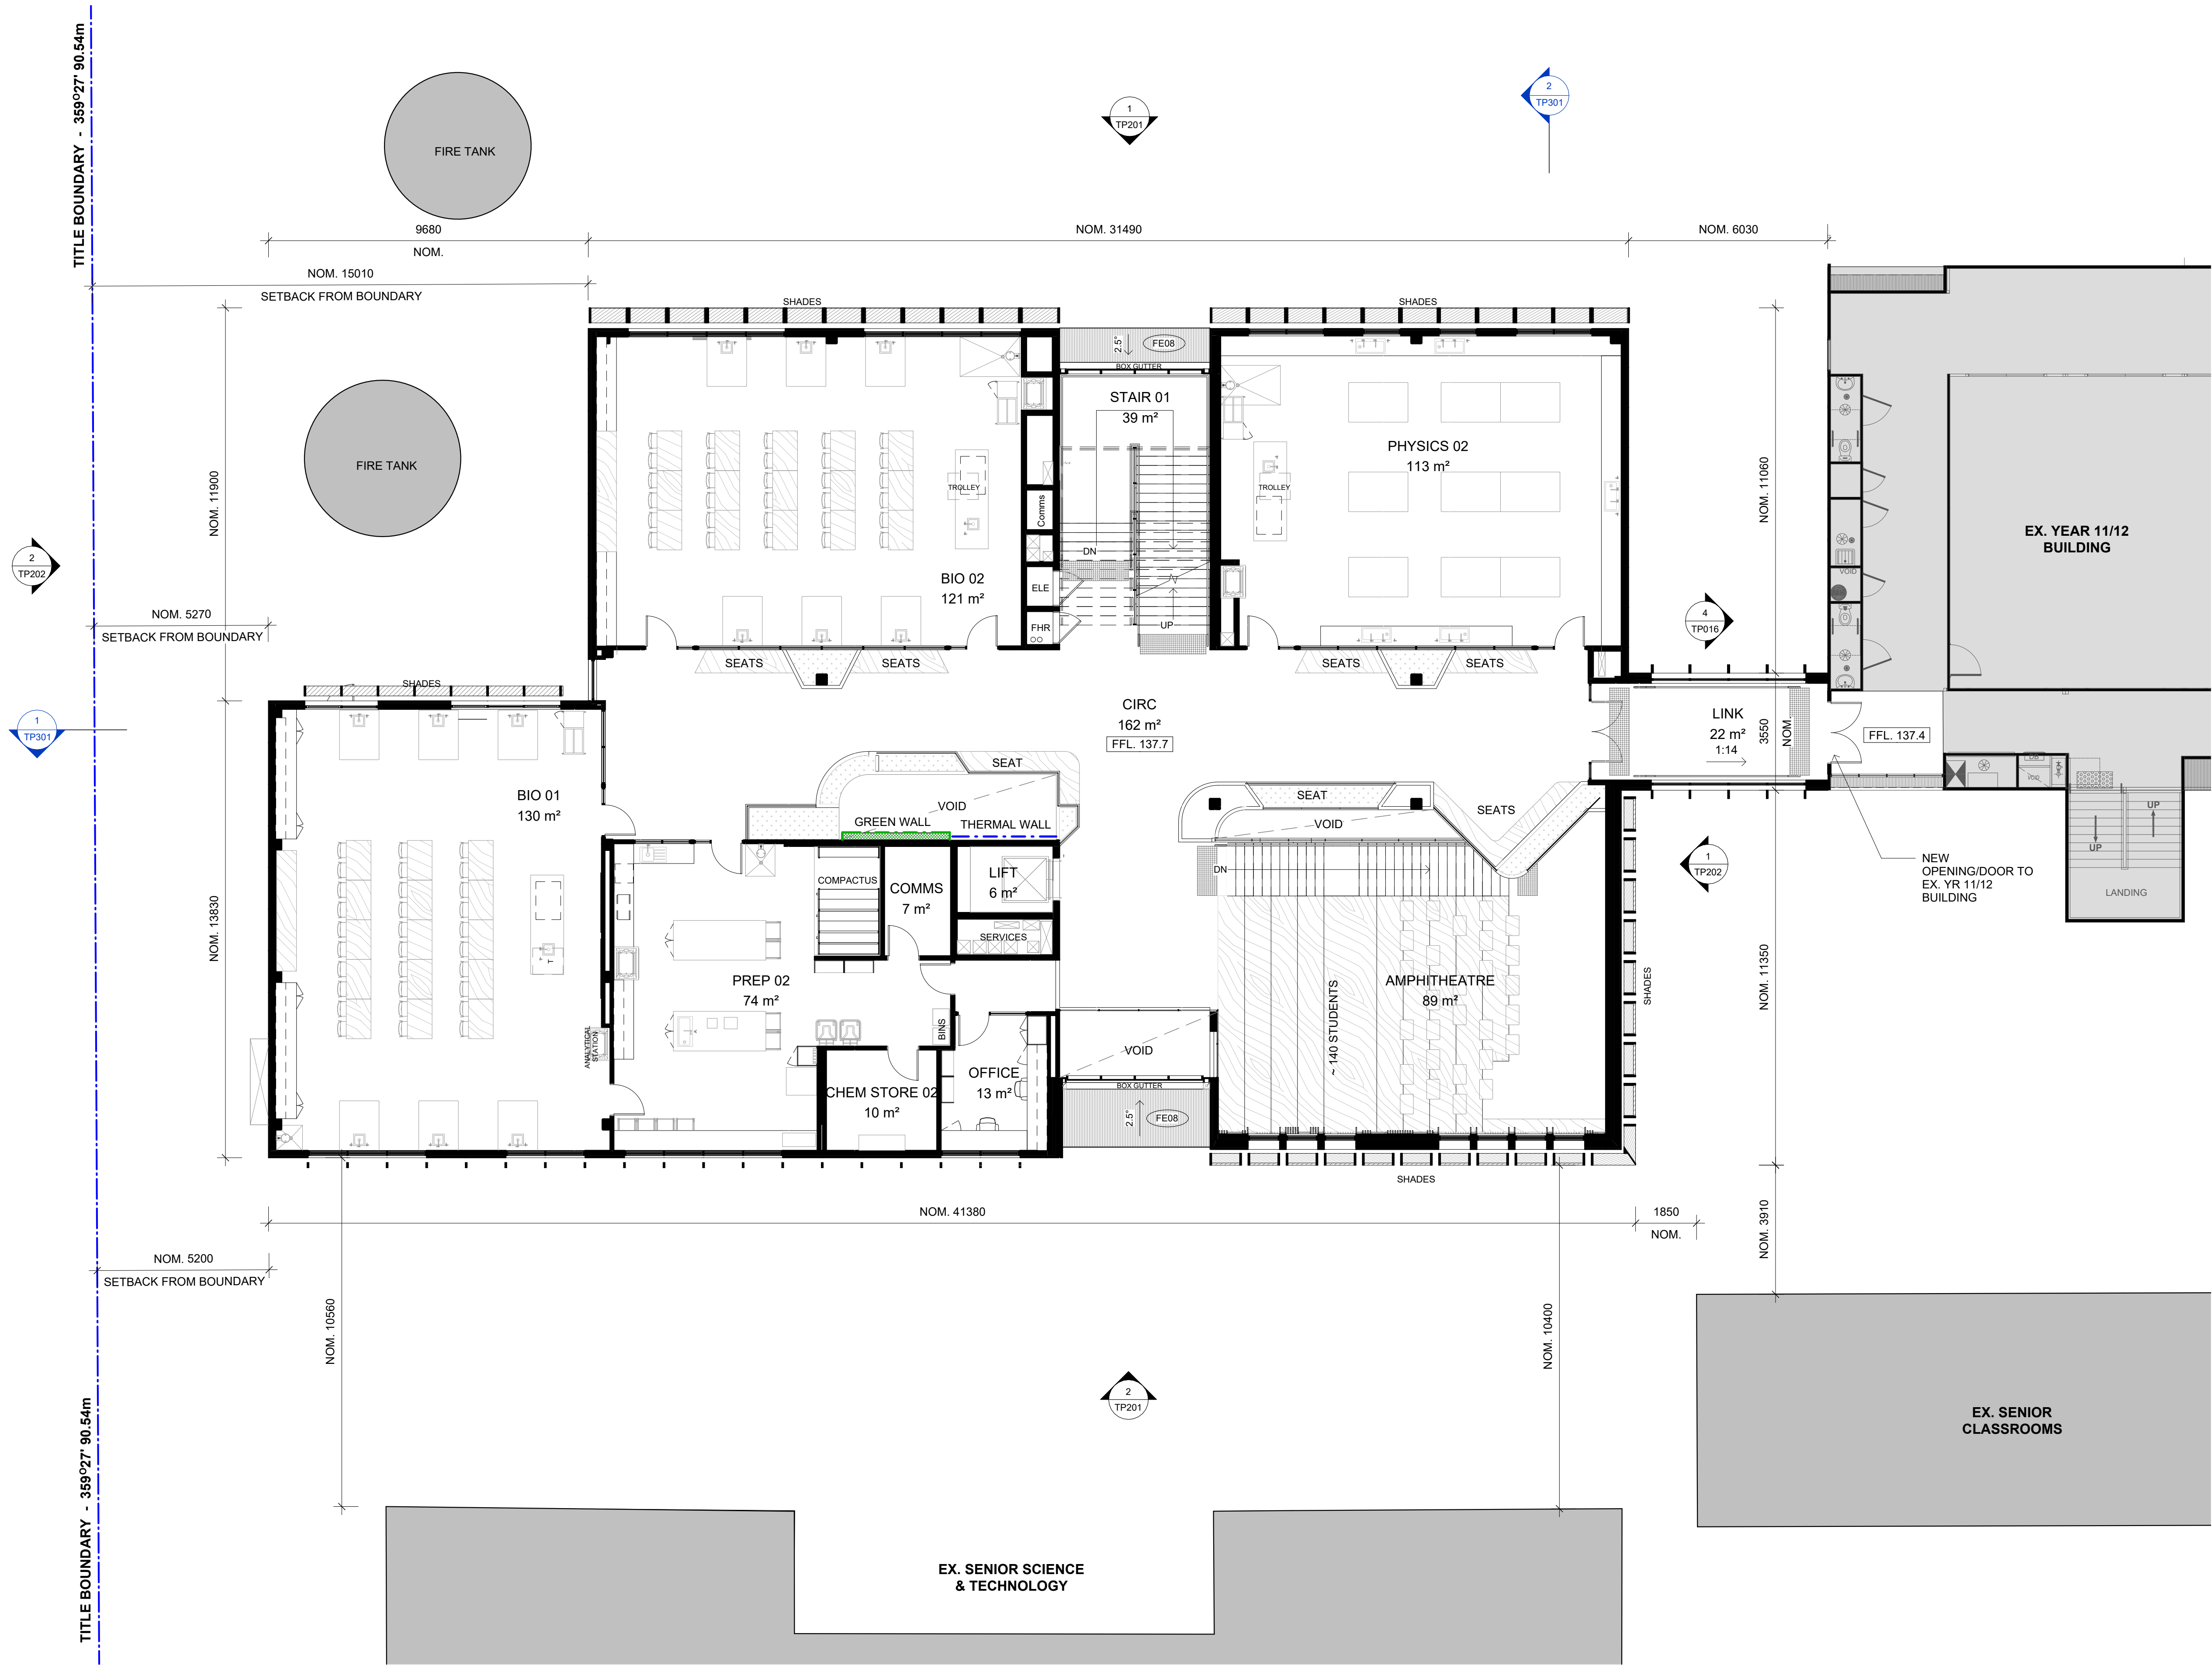 TITLE BOUNDARY - 359°27' 90.54m
FIRE TANK
1
TP201
2
TP301
9680
NOM.
NOM. 31490
NOM. 6030
NOM. 15010
SETBACK FROM BOUNDARY
SHADES
SHADES
2.5°
FE08
BOX GUTTER
STAIR 01
39 m²
PHYSICS 02
113 m²
FIRE TANK
NOM. 11900
TROLLEY
TROLLEY
Comms
NOM. 11060
EX. YEAR 11/12
BUILDING
2
TP202
DN
BIO 02
121 m²
ELE
VOID
NOM. 5270
SETBACK FROM BOUNDARY
FHR
UP
4
TP016
SEATS
SEATS
SEATS
SEATS
SHADES
CIRC
162 m²
FFL. 137.7
LINK
22 m²
1:14
3550
NOM.
FFL. 137.4
1
TP301
SEAT
VOID
BIO 01
130 m²
VOID
GREEN WALL
THERMAL WALL
SEAT
SEATS
VOID
UP
UP
COMPACTUS
COMMS
7 m²
LIFT
6 m²
DN
1
TP202
NEW
OPENING/DOOR TO
EX. YR 11/12
BUILDING
LANDING
NOM. 13830
SERVICES
T
PREP 02
74 m²
AMPHITHEATRE
89 m²
~ 140 STUDENTS
SHADES
NOM. 11350
ANALYTICAL
STATION
BINS
VOID
OFFICE
13 m²
BOX GUTTER
CHEM STORE 02
10 m²
2.5°
FE08
SHADES
NOM. 41380
1850
NOM.
NOM. 3910
NOM. 5200
SETBACK FROM BOUNDARY
NOM. 10560
NOM. 10400
2
TP201
EX. SENIOR
CLASSROOMS
TITLE BOUNDARY - 359°27' 90.54m
EX. SENIOR SCIENCE
& TECHNOLOGY